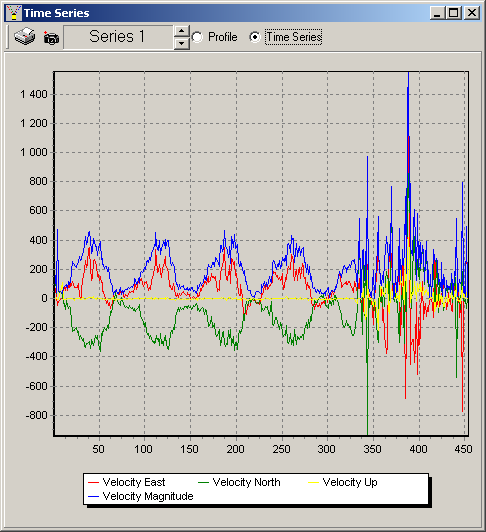 Time Series
Series 1 Profile Time Series
1 400
1 200
1 000
800
600
400
200
0
-200
-400
-600
-800
50 100 150 200 250 300 350 400 450
Velocity East Velocity North Velocity Up
Velocity Magnitude